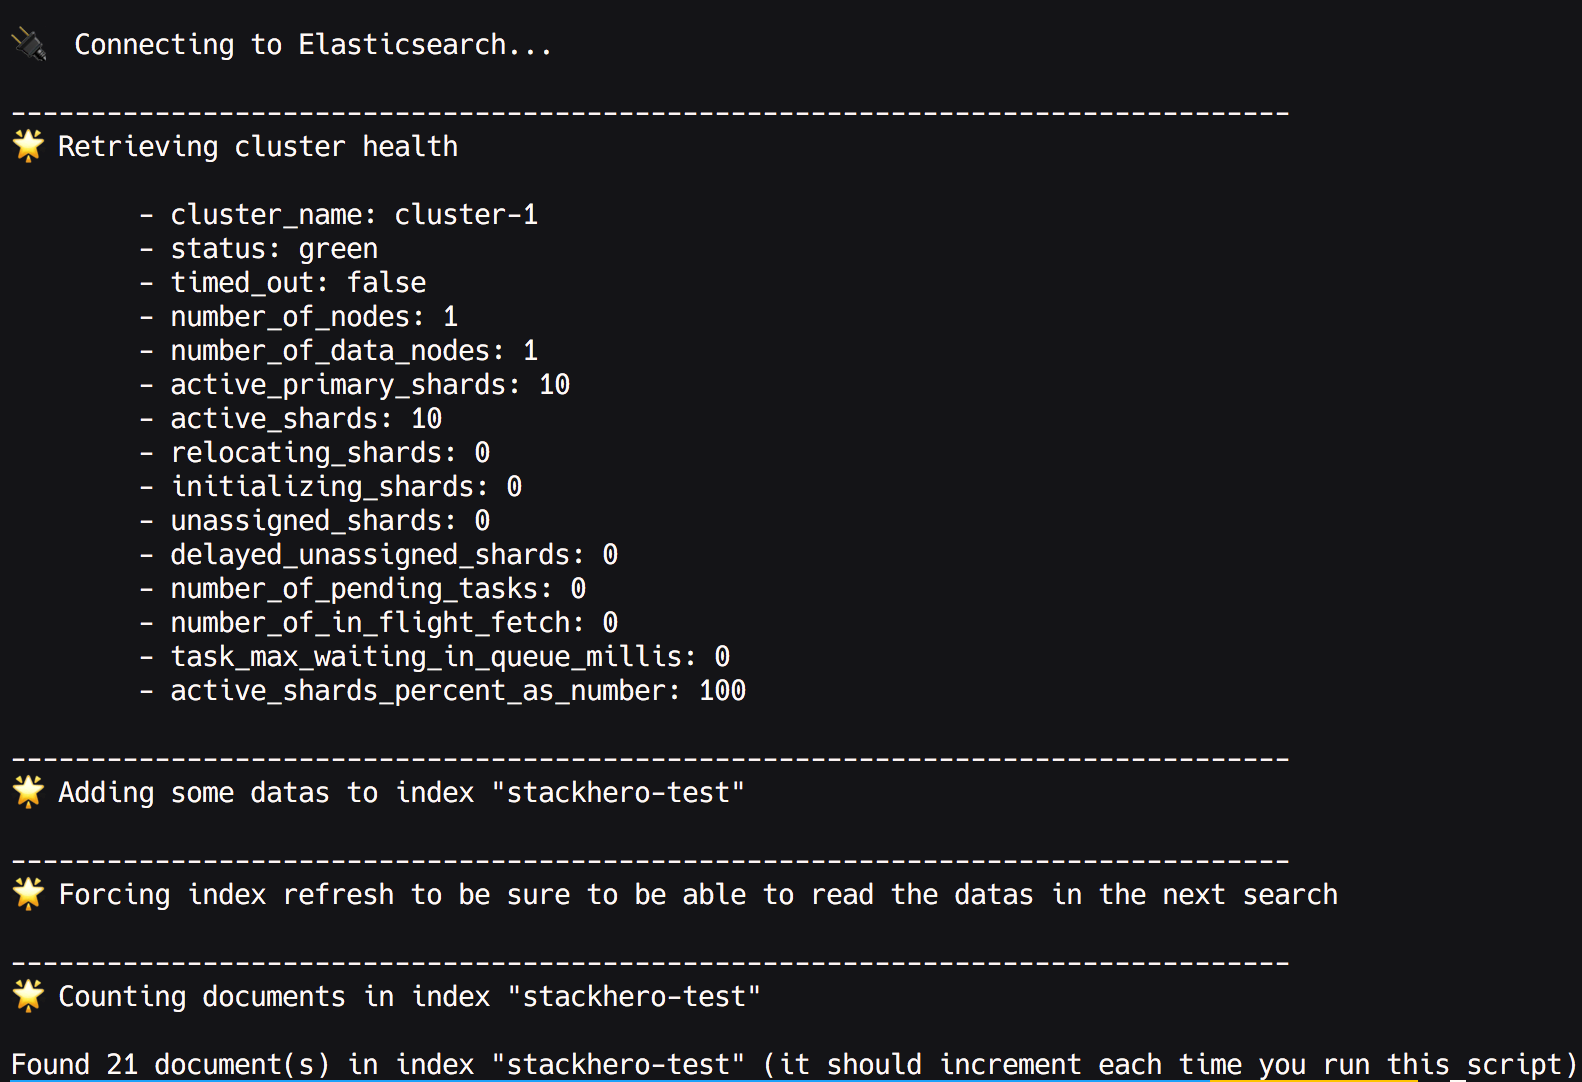 🔌 Connecting to Elasticsearch...
--------------------------------------------------------------------------------
🌟 Retrieving cluster health
- cluster_name: cluster-1
- status: green
- timed_out: false
- number_of_nodes: 1
- number_of_data_nodes: 1
- active_primary_shards: 10
- active_shards: 10
- relocating_shards: 0
- initializing_shards: 0
- unassigned_shards: 0
- delayed_unassigned_shards: 0
- number_of_pending_tasks: 0
- number_of_in_flight_fetch: 0
- task_max_waiting_in_queue_millis: 0
- active_shards_percent_as_number: 100
--------------------------------------------------------------------------------
🌟 Adding some datas to index "stackhero-test"
--------------------------------------------------------------------------------
🌟 Forcing index refresh to be sure to be able to read the datas in the next search
--------------------------------------------------------------------------------
🌟 Counting documents in index "stackhero-test"
Found 21 document(s) in index "stackhero-test" (it should increment each time you run this script)